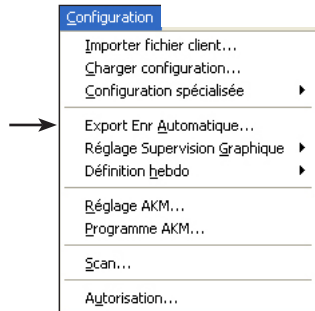 Configuration
Importer fichier client...
Charger configuration...
Configuration spécialisée
Export Enr Automatique...
Réglage Supervision Graphique
Définition hebdo
Réglage AKM...
Programme AKM...
Scan...
Autorisation...